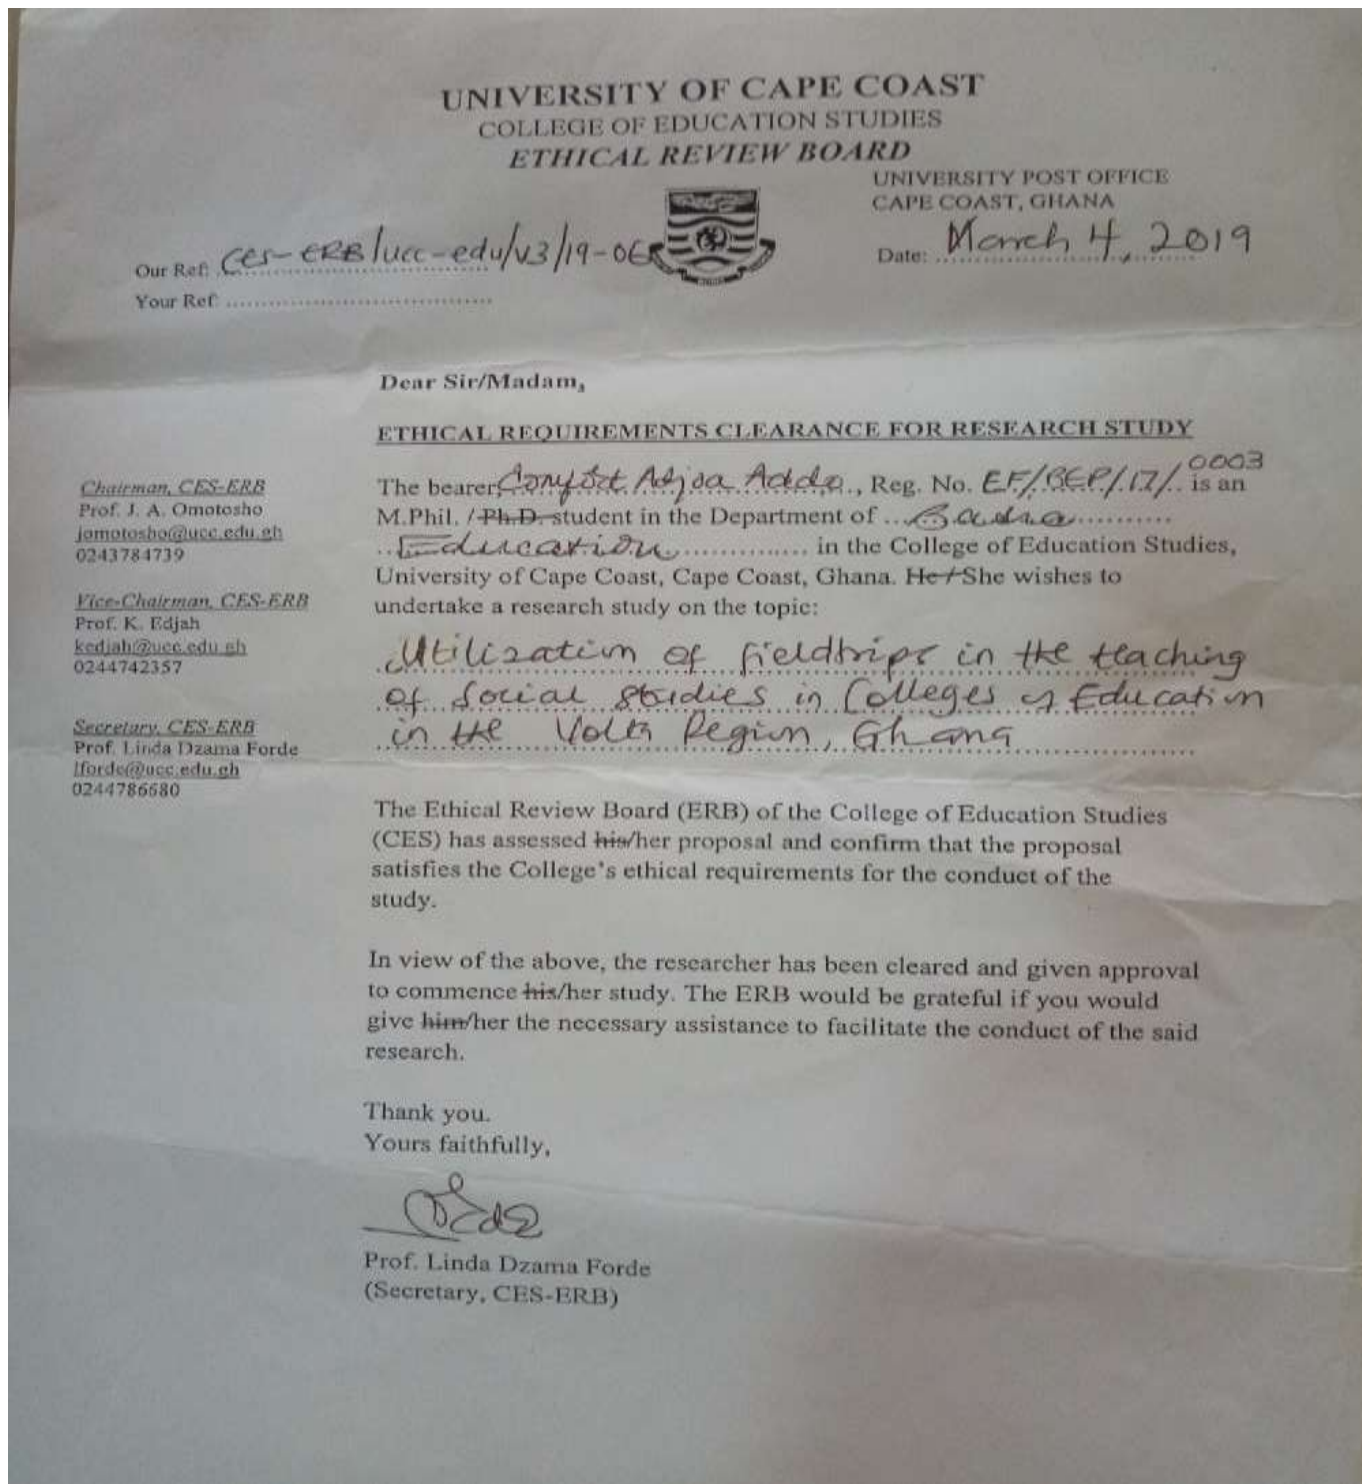 UNIVERSITY OF CAPE COAST
COLLEGE OF EDUCATION STUDIES
ETHICAL REVIEW BOARD
UNIVERSITY POST OFFICE
CAPE COAST, GHANA
Date: March 4, 2019
Our Ref: CES-ERB/ucc-edu/V3/19-06
Your Ref:
Dear Sir/Madam,
ETHICAL REQUIREMENTS CLEARANCE FOR RESEARCH STUDY
Chairman, CES-ERB
Prof. J. A. Omotosho
jomotosho@ucc.edu.gh
0243784739
Vice-Chairman, CES-ERB
Prof. K. Edjah
kedjah@ucc.edu.gh
0244742357
Secretary, CES-ERB
Prof. Linda Dzama Forde
lforde@ucc.edu.gh
0244786680
The bearer, Comfort Adjoa Addo, Reg. No. EF/BEP/17/0003 is an
M.Phil. / Ph.D. student in the Department of Basic
Education in the College of Education Studies,
University of Cape Coast, Cape Coast, Ghana. He / She wishes to
undertake a research study on the topic:
Utilization of fieldtrips in the teaching
of social studies in Colleges of Education
in the Volta Region, Ghana
The Ethical Review Board (ERB) of the College of Education Studies
(CES) has assessed his/her proposal and confirm that the proposal
satisfies the College's ethical requirements for the conduct of the
study.
In view of the above, the researcher has been cleared and given approval
to commence his/her study. The ERB would be grateful if you would
give him/her the necessary assistance to facilitate the conduct of the said
research.
Thank you.
Yours faithfully,
Prof. Linda Dzama Forde
(Secretary, CES-ERB)